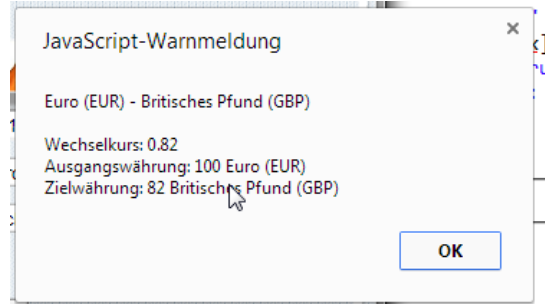 JavaScript-Warnmeldung
Euro (EUR) - Britisches Pfund (GBP)
Wechselkurs: 0.82
Ausgangswährung: 100 Euro (EUR)
Zielwährung: 82 Britisches Pfund (GBP)
OK